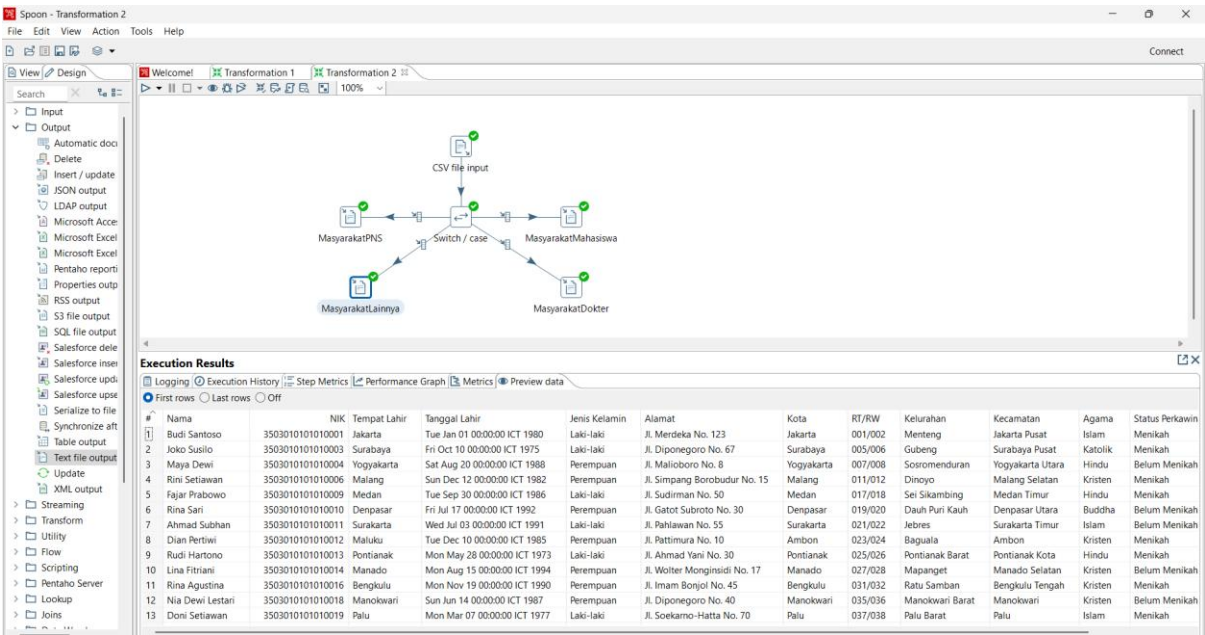 Spoon - Transformation 2
File Edit View Action Tools Help
Connect
View Design
Welcome! Transformation 1 Transformation 2
Search
100%
Input
Output
Automatic docu
Delete
Insert / update
JSON output
LDAP output
Microsoft Acce
Microsoft Excel
Microsoft Excel
Pentaho reporti
Properties outp
RSS output
S3 file output
SQL file output
Salesforce dele
Salesforce inser
Salesforce upda
Salesforce upse
Serialize to file
Synchronize aft
Table output
Text file output
Update
XML output
Streaming
Transform
Utility
Flow
Scripting
Pentaho Server
Lookup
Joins
CSV file input
MasyarakatPNS Switch / case MasyarakatMahasiswa
MasyarakatLainnya MasyarakatDokter
Execution Results
Logging Execution History Step Metrics Performance Graph Metrics Preview data
First rows Last rows Off
# Nama NIK Tempat Lahir Tanggal Lahir Jenis Kelamin Alamat Kota RT/RW Kelurahan Kecamatan Agama Status Perkawin
1 Budi Santoso 3503010101010001 Jakarta Tue Jan 01 00:00:00 ICT 1980 Laki-laki Jl. Merdeka No. 123 Jakarta 001/002 Menteng Jakarta Pusat Islam Menikah
2 Joko Susilo 3503010101010003 Surabaya Fri Oct 10 00:00:00 ICT 1975 Laki-laki Jl. Diponegoro No. 67 Surabaya 005/006 Gubeng Surabaya Pusat Katolik Menikah
3 Maya Dewi 3503010101010004 Yogyakarta Sat Aug 20 00:00:00 ICT 1988 Perempuan Jl. Malioboro No. 8 Yogyakarta 007/008 Sosromenduran Yogyakarta Utara Hindu Belum Menikah
4 Rini Setiawan 3503010101010006 Malang Sun Dec 12 00:00:00 ICT 1982 Perempuan Jl. Simpang Borobudur No. 15 Malang 011/012 Dinoyo Malang Selatan Kristen Menikah
5 Fajar Prabowo 3503010101010009 Medan Tue Sep 30 00:00:00 ICT 1986 Laki-laki Jl. Sudirman No. 50 Medan 017/018 Sei Sikambing Medan Timur Hindu Menikah
6 Rina Sari 3503010101010010 Denpasar Fri Jul 17 00:00:00 ICT 1992 Perempuan Jl. Gatot Subroto No. 30 Denpasar 019/020 Dauh Puri Kauh Denpasar Utara Buddha Belum Menikah
7 Ahmad Subhan 3503010101010011 Surakarta Wed Jul 03 00:00:00 ICT 1991 Laki-laki Jl. Pahlawan No. 55 Surakarta 021/022 Jebres Surakarta Timur Islam Menikah
8 Dian Pertiwi 3503010101010012 Maluku Tue Dec 10 00:00:00 ICT 1985 Perempuan Jl. Pattimura No. 10 Ambon 023/024 Baguala Ambon Kristen Menikah
9 Rudi Hartono 3503010101010013 Pontianak Mon May 28 00:00:00 ICT 1973 Laki-laki Jl. Ahmad Yani No. 30 Pontianak 025/026 Pontianak Barat Pontianak Kota Hindu Menikah
10 Lina Fitriani 3503010101010014 Manado Mon Aug 15 00:00:00 ICT 1994 Perempuan Jl. Wolter Monginsidi No. 17 Manado 027/028 Mapanget Manado Selatan Kristen Belum Menikah
11 Rina Agustina 3503010101010016 Bengkulu Mon Nov 19 00:00:00 ICT 1990 Perempuan Jl. Imam Bonjol No. 45 Bengkulu 031/032 Ratu Samban Bengkulu Tengah Kristen Menikah
12 Nia Dewi Lestari 3503010101010018 Manokwari Sun Jun 14 00:00:00 ICT 1987 Perempuan Jl. Diponegoro No. 40 Manokwari 035/036 Manokwari Barat Manokwari Kristen Belum Menikah
13 Doni Setiawan 3503010101010019 Palu Mon Mar 07 00:00:00 ICT 1977 Laki-laki Jl. Soekarno-Hatta No. 70 Palu 037/038 Palu Barat Palu Islam Menikah